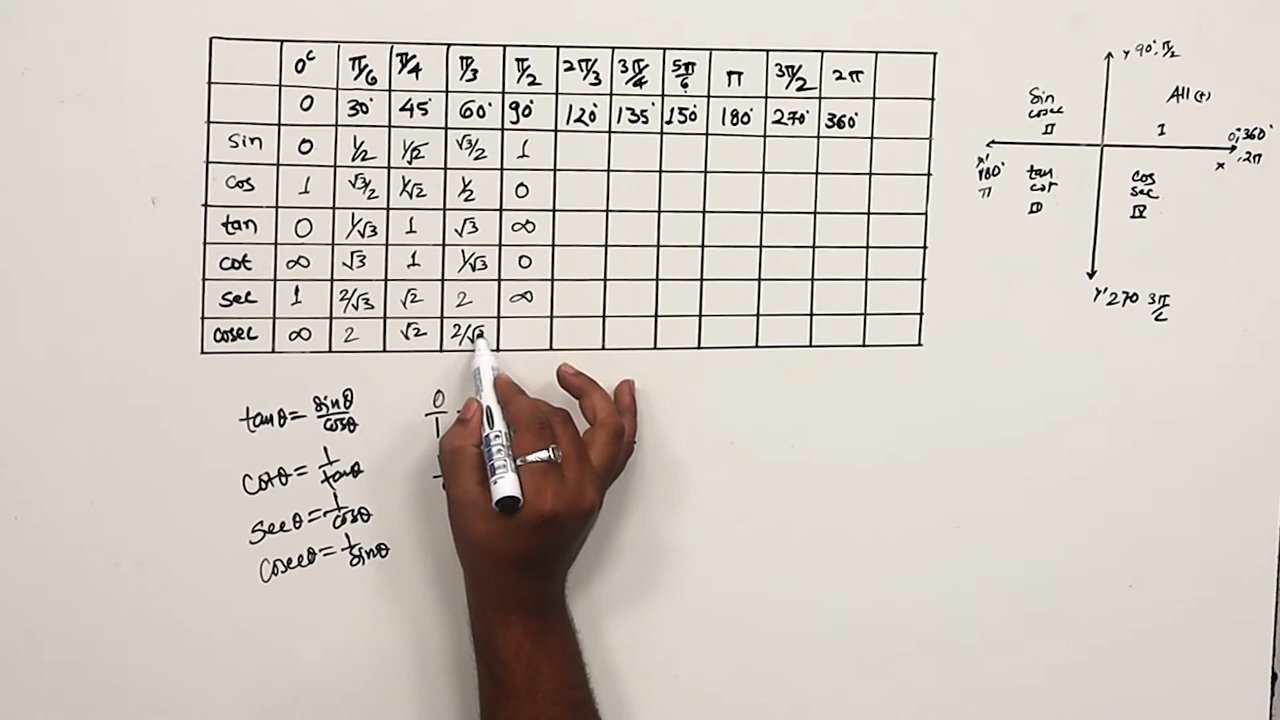 0ᶜ π/6 π/4 π/3 π/2 2π/3 3π/4 5π/6 π 3π/2 2π
0 30° 45° 60° 90° 120° 135° 150° 180° 270° 360°
sin 0 1/2 1/√2 √3/2 1
cos 1 √3/2 1/√2 1/2 0
tan 0 1/√3 1 √3 ∞
cot ∞ √3 1 1/√3 0
sec 1 2/√3 √2 2 ∞
cosec ∞ 2 √2
tanθ = sinθ/cosθ
cotθ = 1/tanθ
secθ = 1/cosθ
cosecθ = 1/sinθ
0/1
y 90°, π/2
Sin
cosec
II
All (+)
I
0°, 360°
, 2π
x
x'
180°
π
tan
cot
cos
sec
IV
y' 270 3π/2